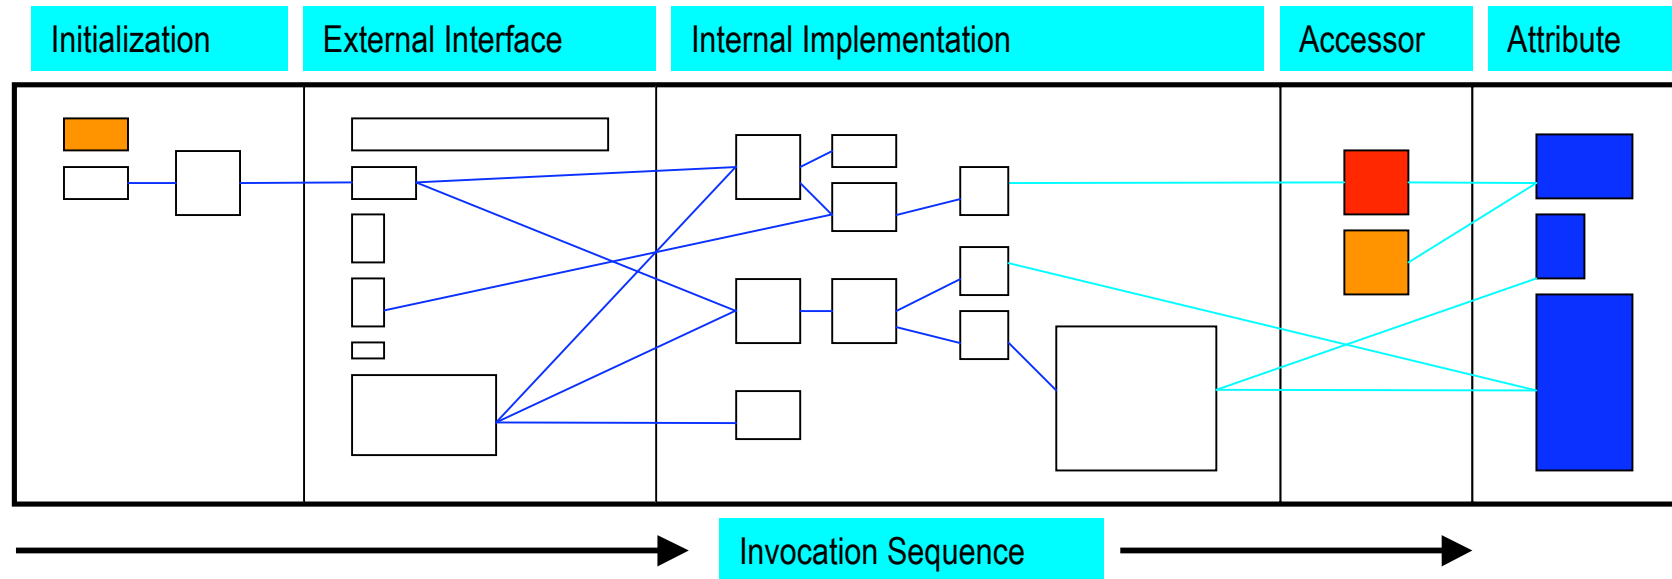 Initialization
External Interface
Internal Implementation
Accessor
Attribute
Invocation Sequence